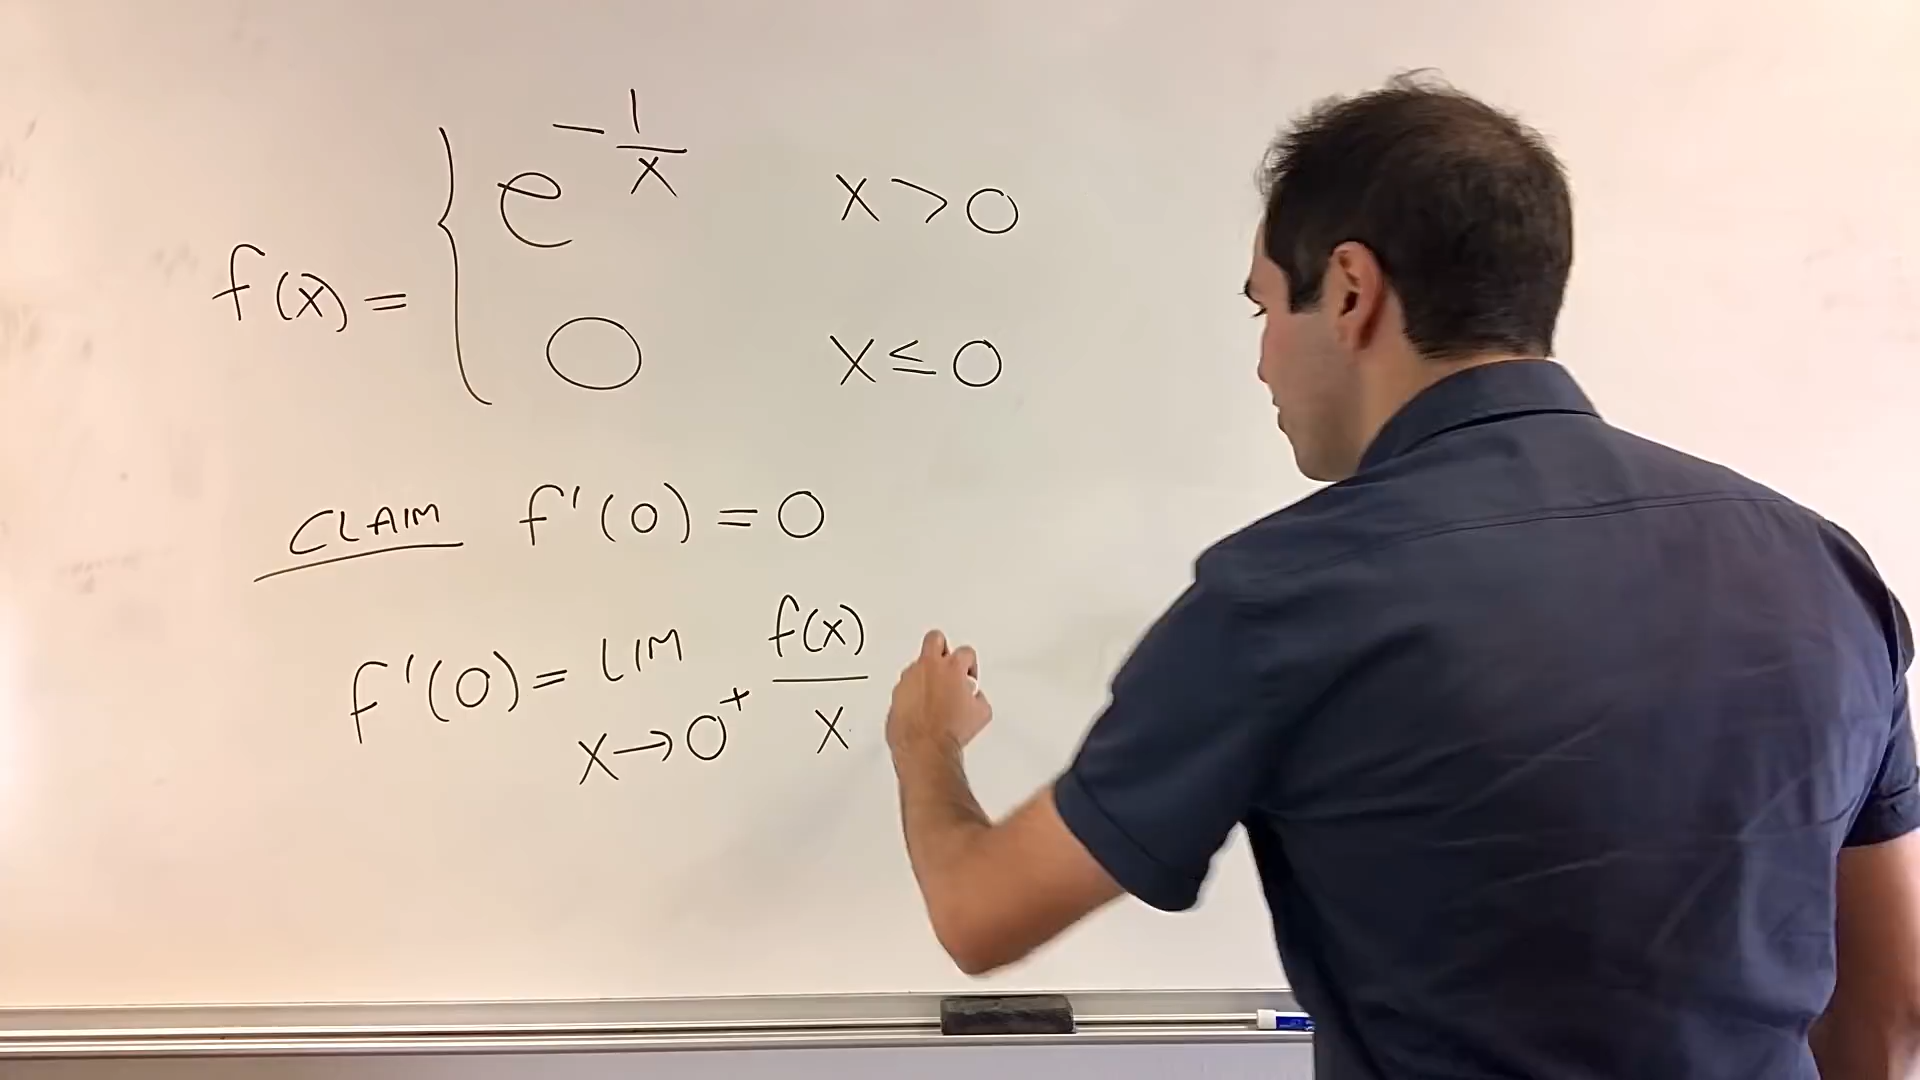 f(x) = { e^{-1/x} x > 0
0 x ≤ 0
CLAIM f'(0) = 0
f'(0) = LIM x→0⁺ f(x)/x